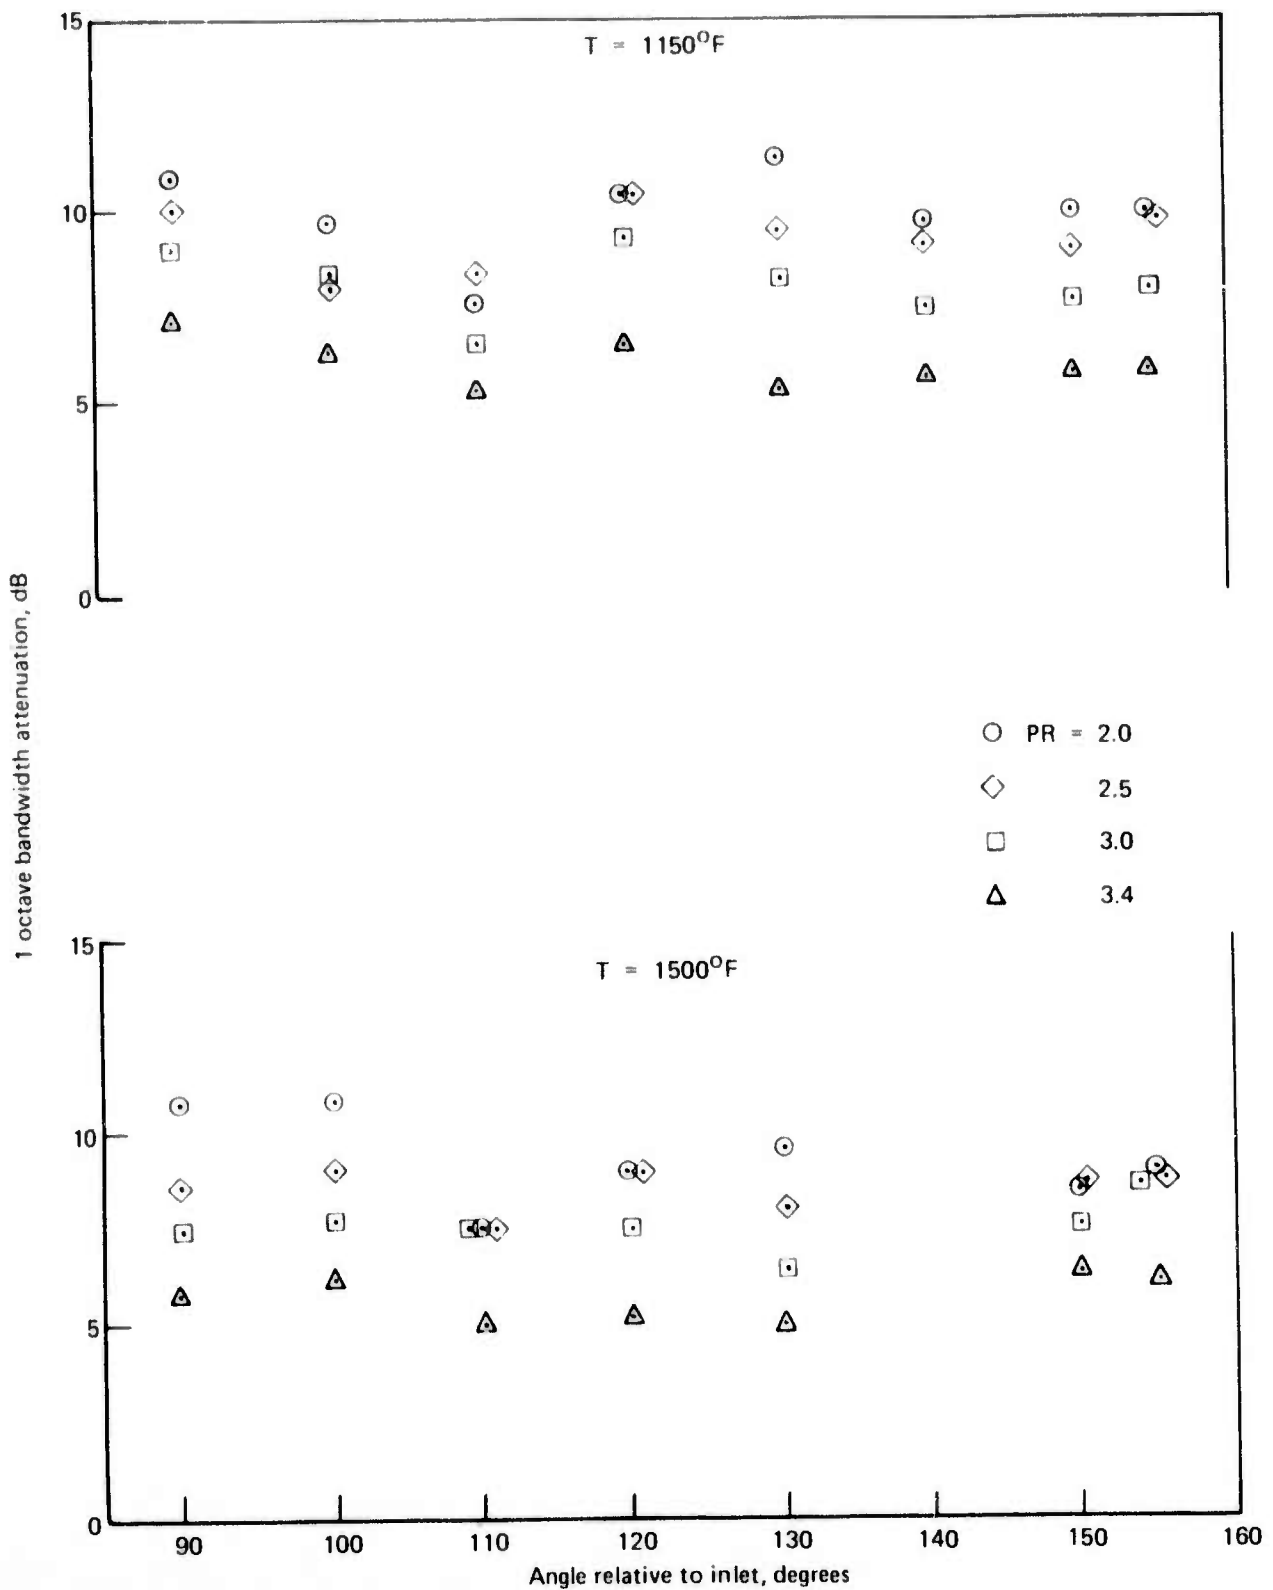 15
T = 1150°F
10
5
0
1 octave bandwidth attenuation, dB
PR = 2.0
2.5
3.0
3.4
15
T = 1500°F
10
5
0
90 100 110 120 130 140 150 160
Angle relative to inlet, degrees